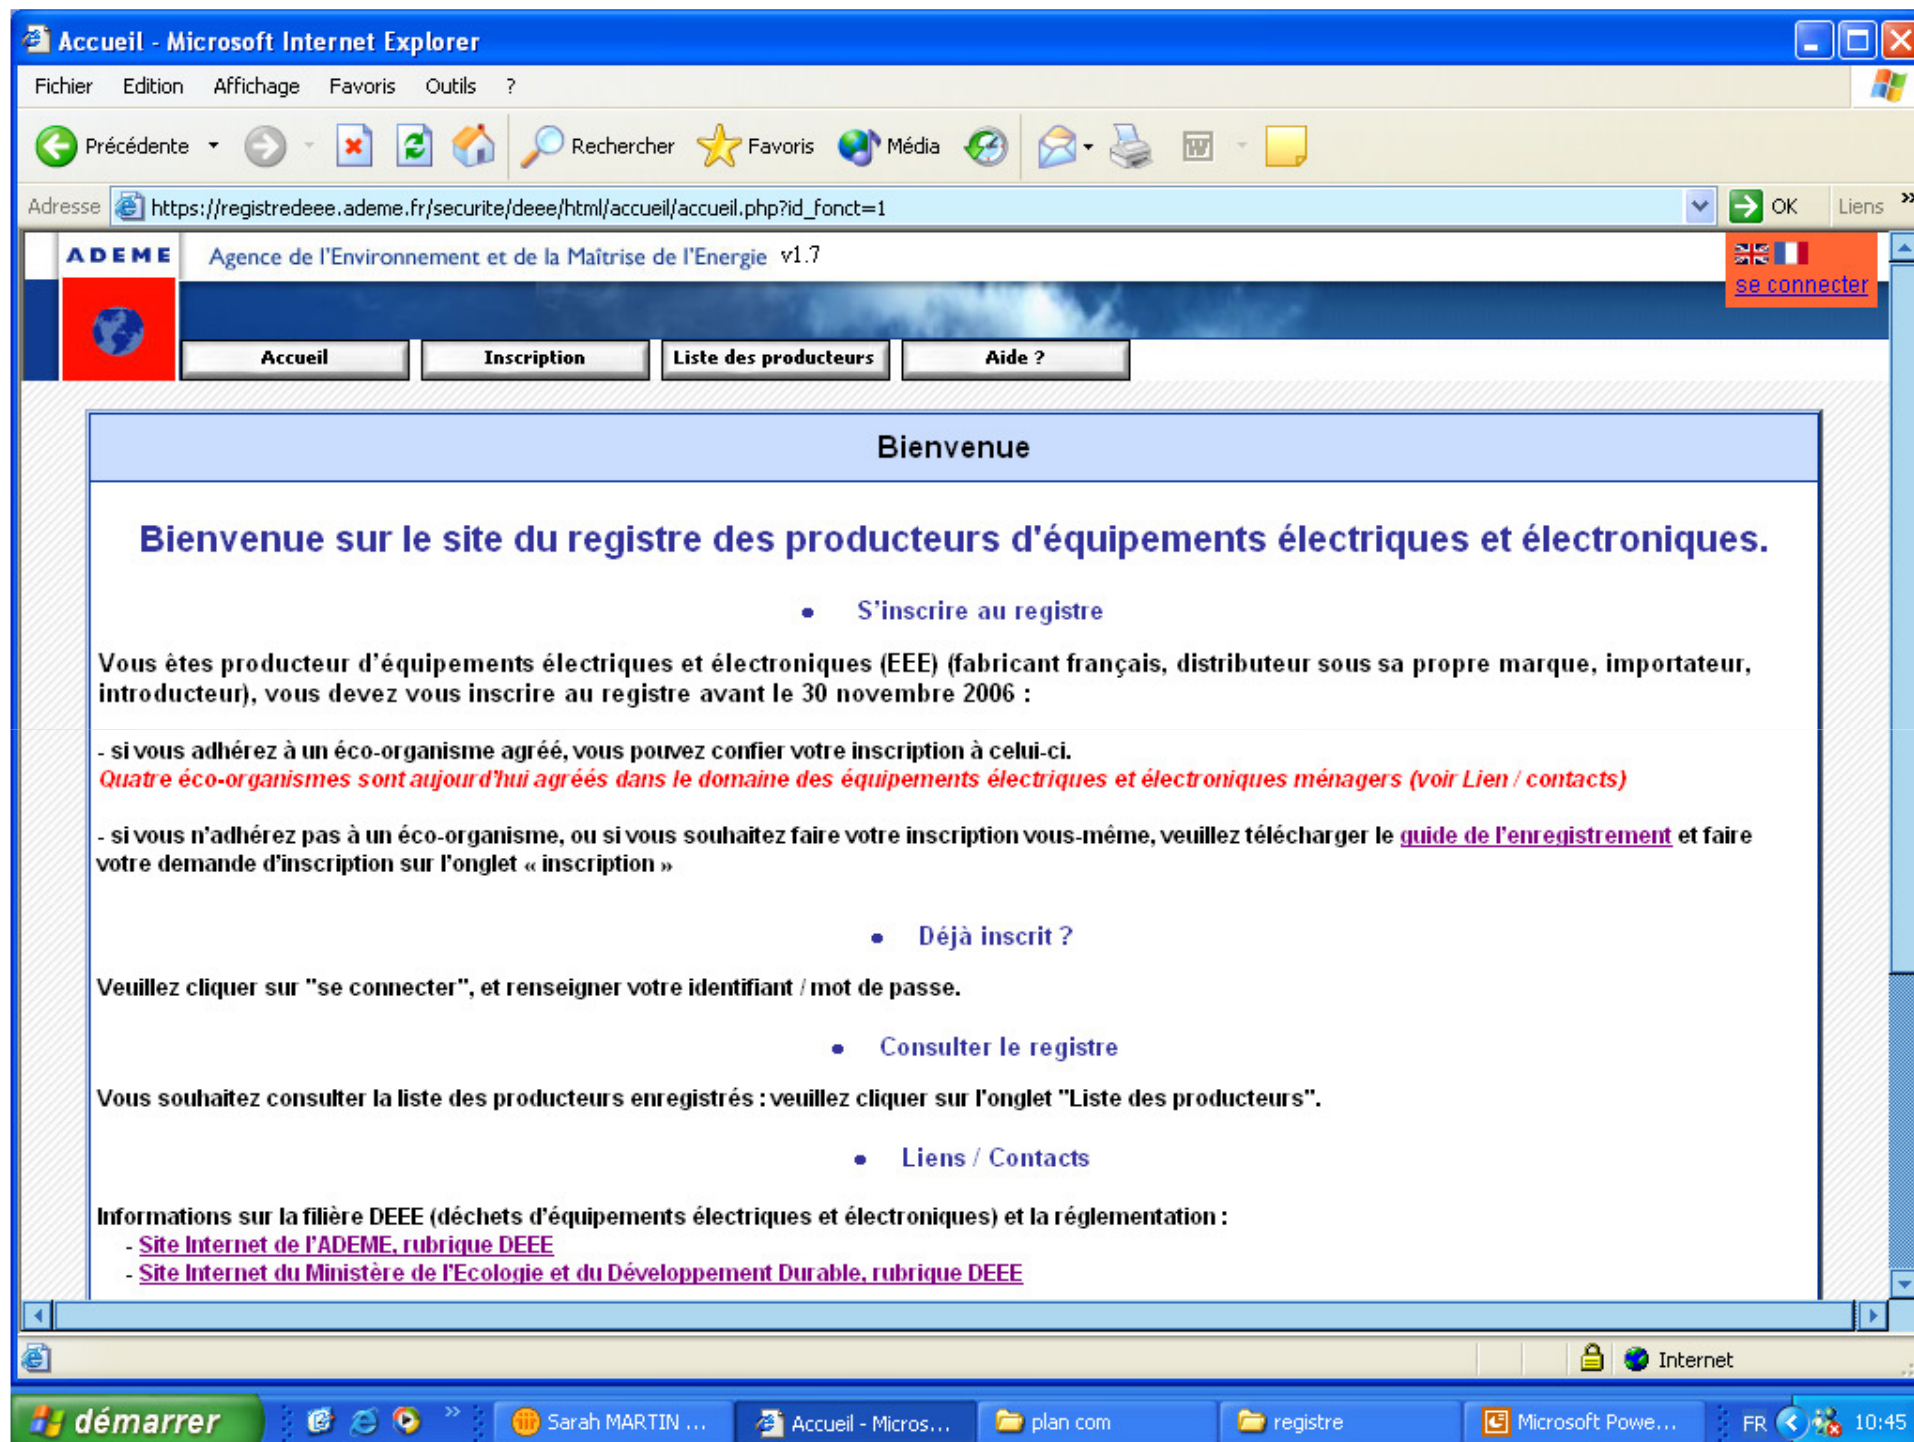 Accueil - Microsoft Internet Explorer
Fichier Edition Affichage Favoris Outils ?
Précédente Rechercher Favoris Média
Adresse https://registredeee.ademe.fr/securite/deee/html/accueil/accueil.php?id_fonct=1 OK Liens »
ADEME Agence de l'Environnement et de la Maîtrise de l'Energie v1.7
se connecter
Accueil Inscription Liste des producteurs Aide ?
Bienvenue
Bienvenue sur le site du registre des producteurs d'équipements électriques et électroniques.
• S'inscrire au registre
Vous êtes producteur d'équipements électriques et électroniques (EEE) (fabricant français, distributeur sous sa propre marque, importateur,
introducteur), vous devez vous inscrire au registre avant le 30 novembre 2006 :
- si vous adhérez à un éco-organisme agréé, vous pouvez confier votre inscription à celui-ci.
Quatre éco-organismes sont aujourd'hui agréés dans le domaine des équipements électriques et électroniques ménagers (voir Lien / contacts)
- si vous n'adhérez pas à un éco-organisme, ou si vous souhaitez faire votre inscription vous-même, veuillez télécharger le guide de l'enregistrement et faire
votre demande d'inscription sur l'onglet « inscription »
• Déjà inscrit ?
Veuillez cliquer sur "se connecter", et renseigner votre identifiant / mot de passe.
• Consulter le registre
Vous souhaitez consulter la liste des producteurs enregistrés : veuillez cliquer sur l'onglet "Liste des producteurs".
• Liens / Contacts
Informations sur la filière DEEE (déchets d'équipements électriques et électroniques) et la réglementation :
- Site Internet de l'ADEME, rubrique DEEE
- Site Internet du Ministère de l'Ecologie et du Développement Durable, rubrique DEEE
Internet
démarrer » Sarah MARTIN ... Accueil - Micros... plan com registre Microsoft Powe... FR 10:45